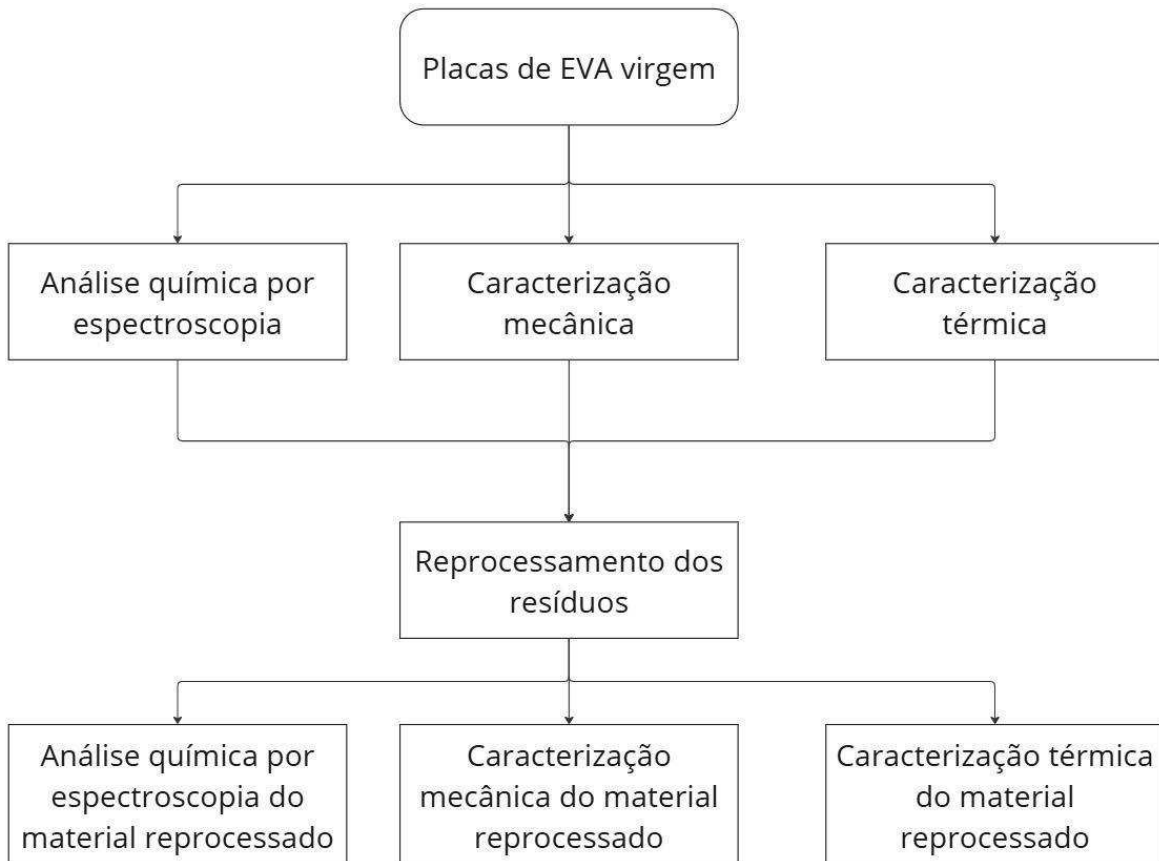 Placas de EVA virgem
Análise química por
espectroscopia
Caracterização
mecânica
Caracterização
térmica
Reprocessamento dos
resíduos
Análise química por
espectroscopia do
material reprocessado
Caracterização
mecânica do material
reprocessado
Caracterização térmica
do material
reprocessado